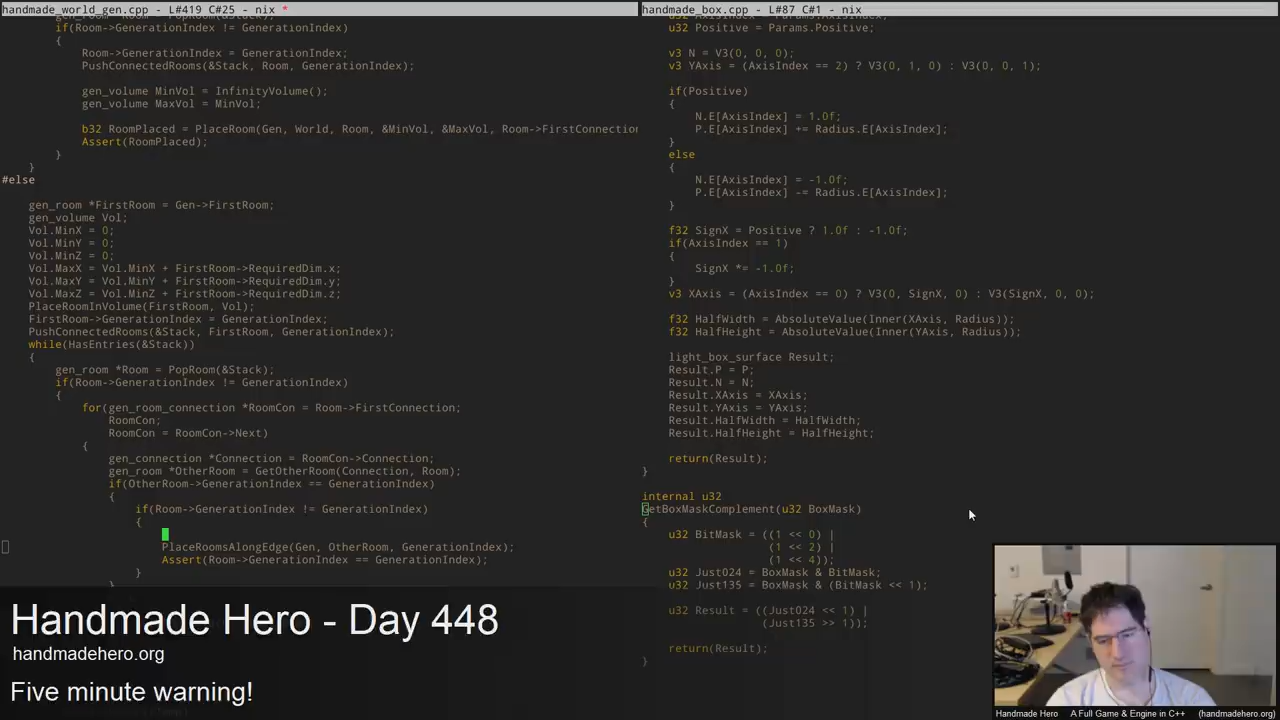 handmade_world_gen.cpp - L#419 C#25 - nix *
if(Room->GenerationIndex != GenerationIndex)
{
Room->GenerationIndex = GenerationIndex;
PushConnectedRooms(&Stack, Room, GenerationIndex);
gen_volume MinVol = InfinityVolume();
gen_volume MaxVol = MinVol;
b32 RoomPlaced = PlaceRoom(Gen, World, Room, &MinVol, &MaxVol, Room->FirstConnection
Assert(RoomPlaced);
}
}
#else
gen_room *FirstRoom = Gen->FirstRoom;
gen_volume Vol;
Vol.MinX = 0;
Vol.MinY = 0;
Vol.MinZ = 0;
Vol.MaxX = Vol.MinX + FirstRoom->RequiredDim.x;
Vol.MaxY = Vol.MinY + FirstRoom->RequiredDim.y;
Vol.MaxZ = Vol.MinZ + FirstRoom->RequiredDim.z;
PlaceRoomInVolume(FirstRoom, Vol);
FirstRoom->GenerationIndex = GenerationIndex;
PushConnectedRooms(&Stack, FirstRoom, GenerationIndex);
while(HasEntries(&Stack))
{
gen_room *Room = PopRoom(&Stack);
if(Room->GenerationIndex != GenerationIndex)
{
for(gen_room_connection *RoomCon = Room->FirstConnection;
RoomCon;
RoomCon = RoomCon->Next)
{
gen_connection *Connection = RoomCon->Connection;
gen_room *OtherRoom = GetOtherRoom(Connection, Room);
if(OtherRoom->GenerationIndex == GenerationIndex)
{
if(Room->GenerationIndex != GenerationIndex)
{
PlaceRoomsAlongEdge(Gen, OtherRoom, GenerationIndex);
Assert(Room->GenerationIndex == GenerationIndex);
}
}
handmade_box.cpp - L#87 C#1 - nix
u32 AxisIndex = Params.AxisIndex;
u32 Positive = Params.Positive;
v3 N = V3(0, 0, 0);
v3 YAxis = (AxisIndex == 2) ? V3(0, 1, 0) : V3(0, 0, 1);
if(Positive)
{
N.E[AxisIndex] = 1.0f;
P.E[AxisIndex] += Radius.E[AxisIndex];
}
else
{
N.E[AxisIndex] = -1.0f;
P.E[AxisIndex] -= Radius.E[AxisIndex];
}
f32 SignX = Positive ? 1.0f : -1.0f;
if(AxisIndex == 1)
{
SignX *= -1.0f;
}
v3 XAxis = (AxisIndex == 0) ? V3(0, SignX, 0) : V3(SignX, 0, 0);
f32 HalfWidth = AbsoluteValue(Inner(XAxis, Radius));
f32 HalfHeight = AbsoluteValue(Inner(YAxis, Radius));
light_box_surface Result;
Result.P = P;
Result.N = N;
Result.XAxis = XAxis;
Result.YAxis = YAxis;
Result.HalfWidth = HalfWidth;
Result.HalfHeight = HalfHeight;
return(Result);
}
internal u32
GetBoxMaskComplement(u32 BoxMask)
{
u32 BitMask = ((1 << 0) |
(1 << 2) |
(1 << 4));
u32 Just024 = BoxMask & BitMask;
u32 Just135 = BoxMask & (BitMask << 1);
u32 Result = ((Just024 << 1) |
(Just135 >> 1));
return(Result);
}
Handmade Hero - Day 448
handmadehero.org
Five minute warning!
Handmade Hero A Full Game & Engine in C++ (handmadehero.org)